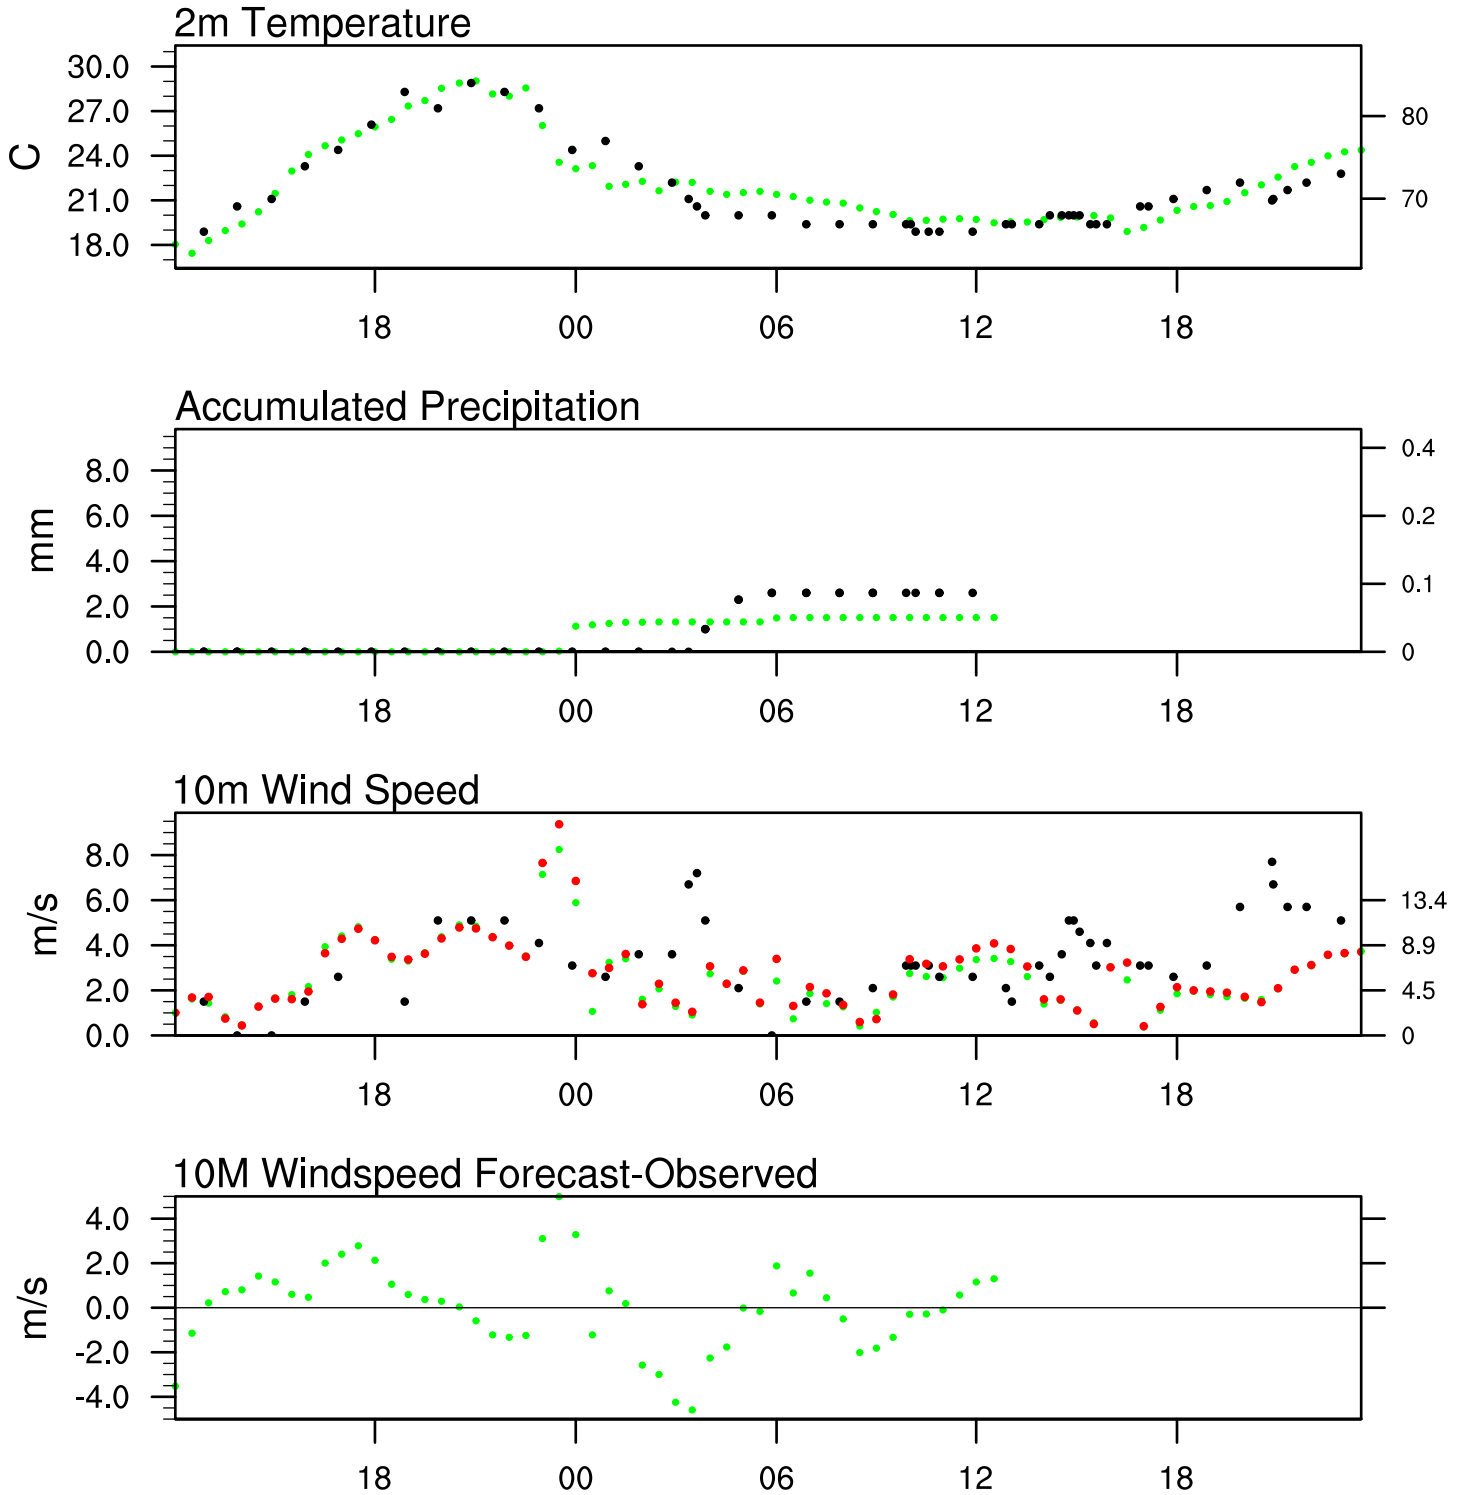 2m Temperature
30.0
27.0
24.0
21.0
18.0
C
80
70
18 00 06 12 18
Accumulated Precipitation
8.0
6.0
4.0
2.0
0.0
mm
0.4
0.2
0.1
0
18 00 06 12 18
10m Wind Speed
8.0
6.0
4.0
2.0
0.0
m/s
13.4
8.9
4.5
0
18 00 06 12 18
10M Windspeed Forecast-Observed
4.0
2.0
0.0
-2.0
-4.0
m/s
18 00 06 12 18